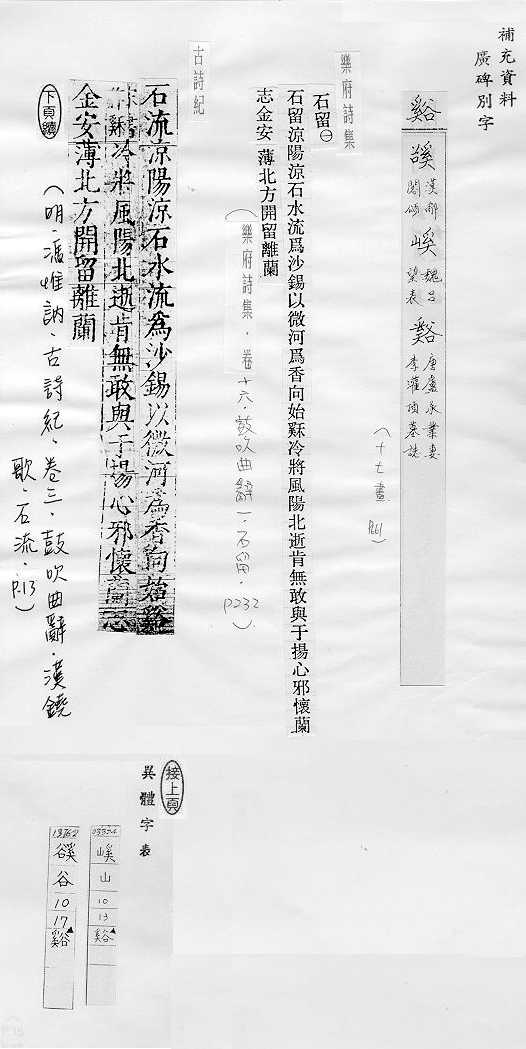 補充資料
廣碑別字
谿
谿
漢郙
閣頌
嵠
魏呂
望表
谿
唐盧承業妻
李灌頂墓誌
(十七畫 P.61)
樂府詩集
石留㊀
石留涼陽涼石水流爲沙錫以微河爲香向始谿冷將風陽北逝肯無敢與于揚心邪懷蘭
志金安薄北方開留離蘭
(樂府詩集．卷十六．鼓吹曲辭一．石留．P.232)
古詩紀
石流涼陽涼石水流爲沙錫以微河爲香向始谿
冷將風陽北逝肯無敢與于揚心邪懷蘭志
金安薄北方開留離蘭
下頁續
(明．馮惟訥．古詩紀．卷三．鼓吹曲辭．漢鐃
歌．石流．P.13)
接上頁
異體字表
嵠
山
10
13
谿
谿
谷
10
17
谿